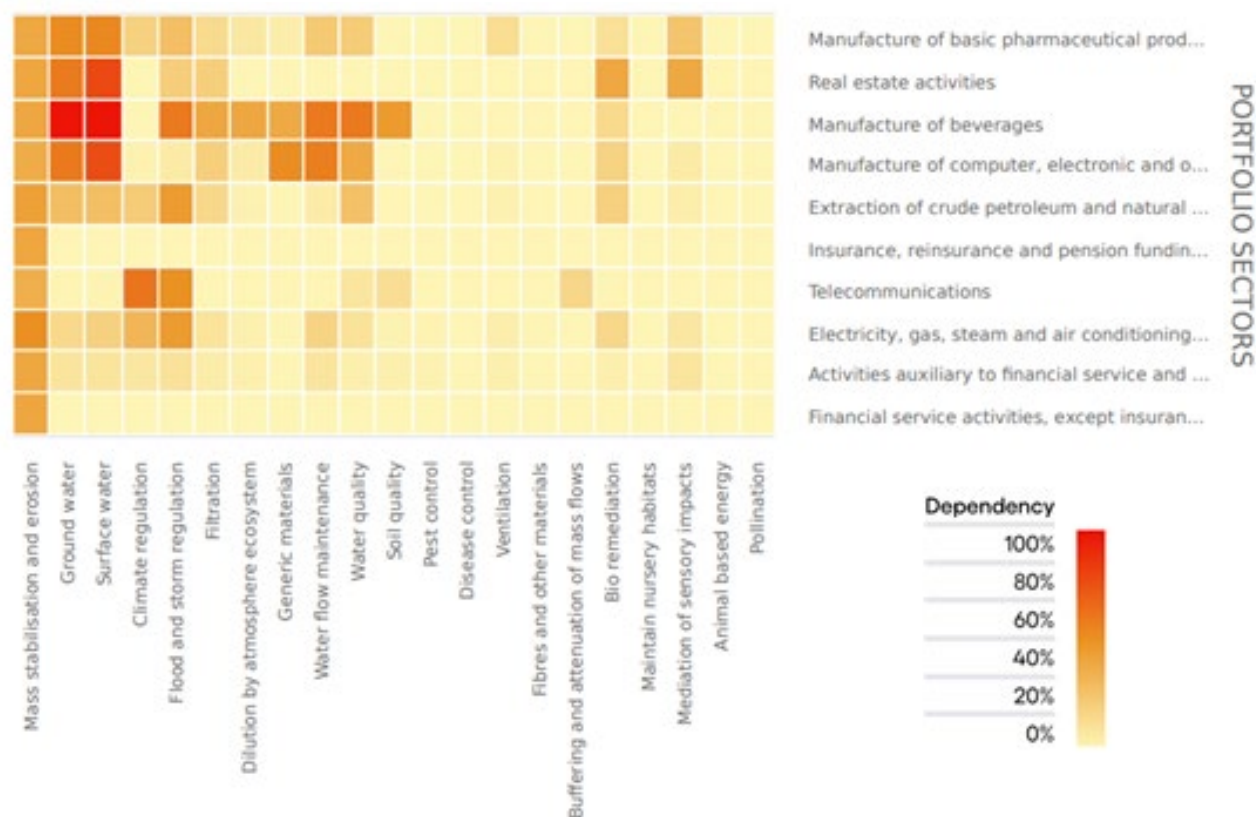 Manufacture of basic pharmaceutical prod...
Real estate activities
Manufacture of beverages
Manufacture of computer, electronic and o...
Extraction of crude petroleum and natural ...
Insurance, reinsurance and pension fundin...
Telecommunications
Electricity, gas, steam and air conditioning...
Activities auxiliary to financial service and ...
Financial service activities, except insuran...
PORTFOLIO SECTORS
Mass stabilisation and erosion
Ground water
Surface water
Climate regulation
Flood and storm regulation
Filtration
Dilution by atmosphere ecosystem
Generic materials
Water flow maintenance
Water quality
Soil quality
Pest control
Disease control
Ventilation
Fibres and other materials
Buffering and attenuation of mass flows
Bio remediation
Maintain nursery habitats
Mediation of sensory impacts
Animal based energy
Pollination
Dependency
100%
80%
60%
40%
20%
0%